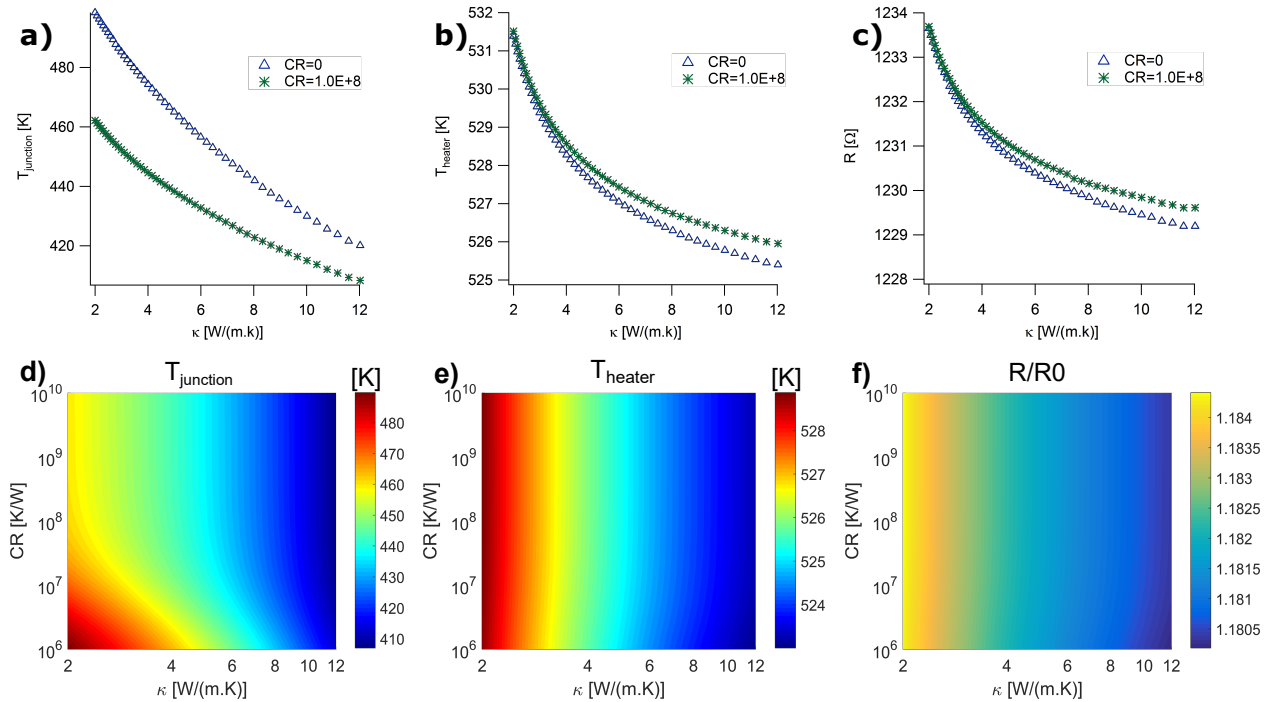 a)
480
460
440
420
T_junction [K]
CR=0
CR=1.0E+8
2 4 6 8 10 12
κ [W/(m.k)]
b)
532
531
530
529
528
527
526
525
T_heater [K]
CR=0
CR=1.0E+8
2 4 6 8 10 12
κ [W/(m.k)]
c)
1234
1233
1232
1231
1230
1229
1228
R [Ω]
CR=0
CR=1.0E+8
2 4 6 8 10 12
κ [W/(m.k)]
d)
T_junction
[K]
10^10
10^9
10^8
10^7
10^6
CR [K/W]
2 4 6 8 10 12
κ [W/(m.K)]
480
470
460
450
440
430
420
410
e)
T_heater
[K]
10^10
10^9
10^8
10^7
10^6
CR [K/W]
2 4 6 8 10 12
κ [W/(m.K)]
528
527
526
525
524
f)
R/R0
10^10
10^9
10^8
10^7
10^6
CR [K/W]
2 4 6 8 10 12
κ [W/(m.K)]
1.184
1.1835
1.183
1.1825
1.182
1.1815
1.181
1.1805